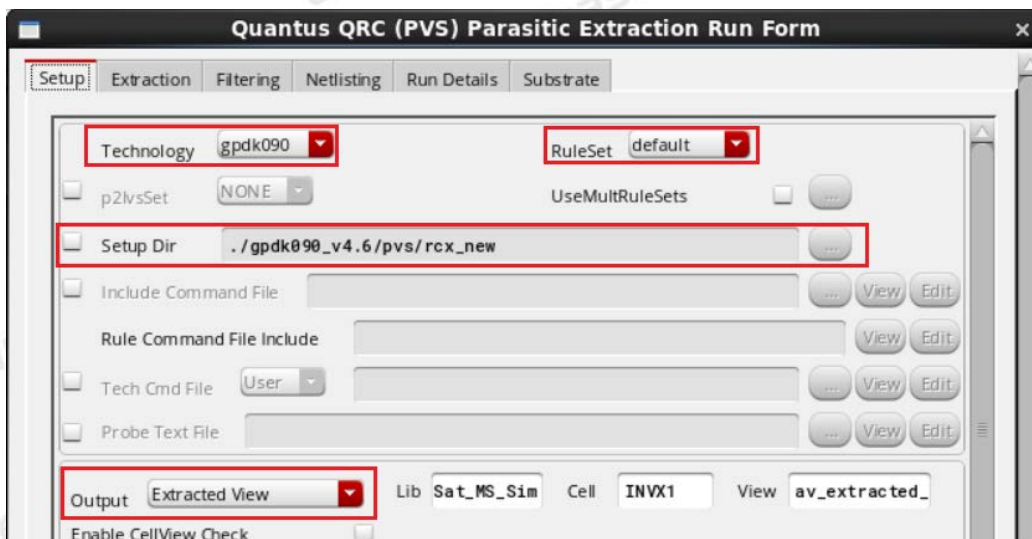 Quantus QRC (PVS) Parasitic Extraction Run Form
Setup Extraction Filtering Netlisting Run Details Substrate
Technology gpdk090 RuleSet default
p2lvsSet NONE UseMultRuleSets ...
Setup Dir ./gpdk090_v4.6/pvs/rcx_new ...
Include Command File ... View Edit
Rule Command File Include View Edit
Tech Cmd File User ... View Edit
Probe Text File ... View Edit
Output Extracted View Lib Sat_MS_Sim Cell INVX1 View av_extracted_
Enable CellView Check